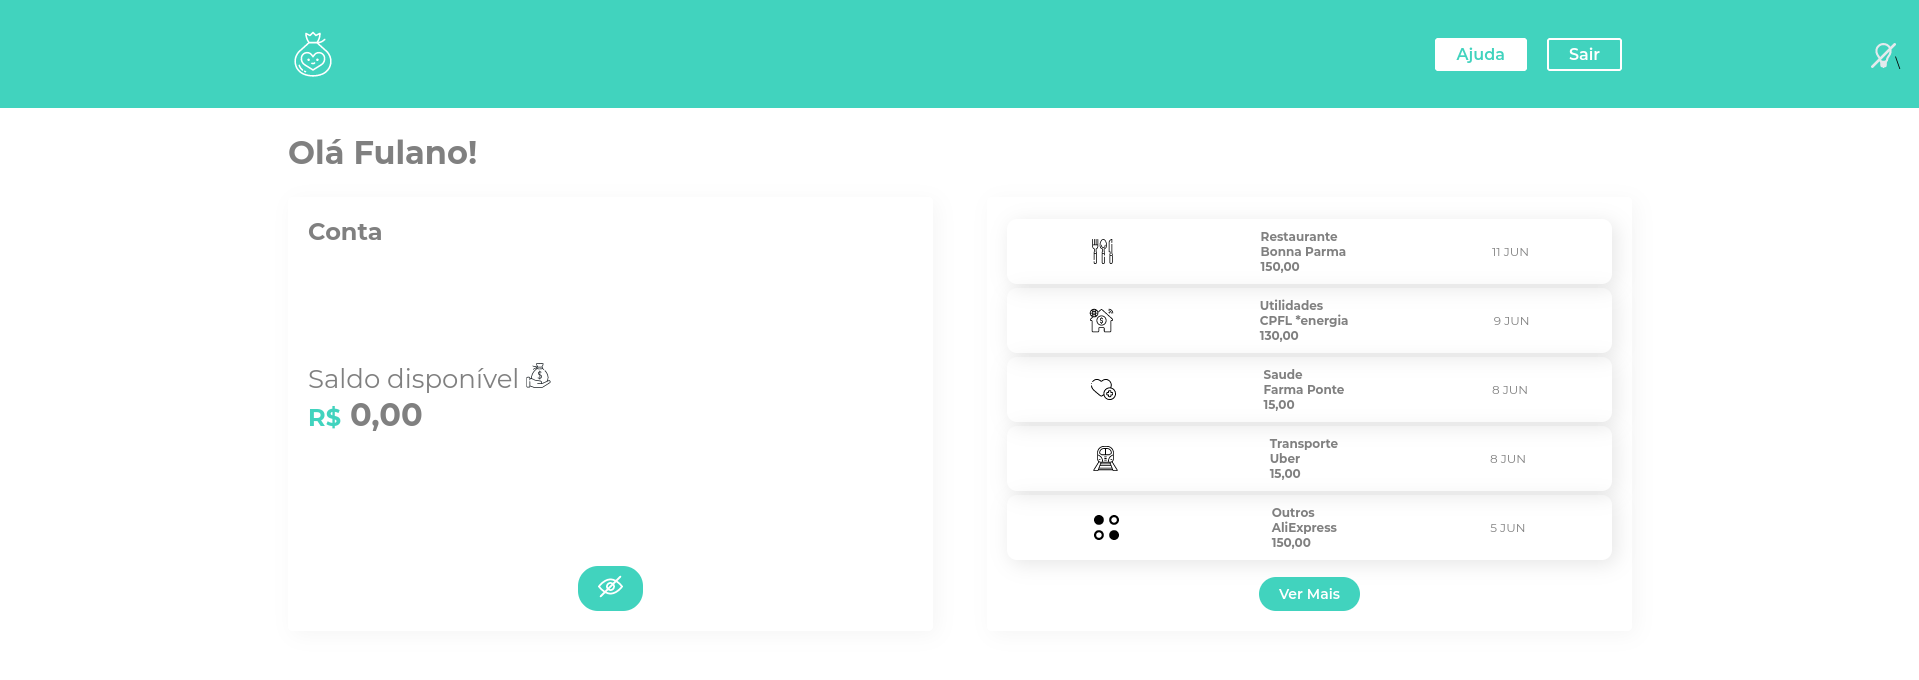 Ajuda
Sair
\
Olá Fulano!
Conta
Saldo disponível
R$ 0,00
Restaurante
Bonna Parma
150,00
11 JUN
Utilidades
CPFL *energia
130,00
9 JUN
Saude
Farma Ponte
15,00
8 JUN
Transporte
Uber
15,00
8 JUN
Outros
AliExpress
150,00
5 JUN
Ver Mais